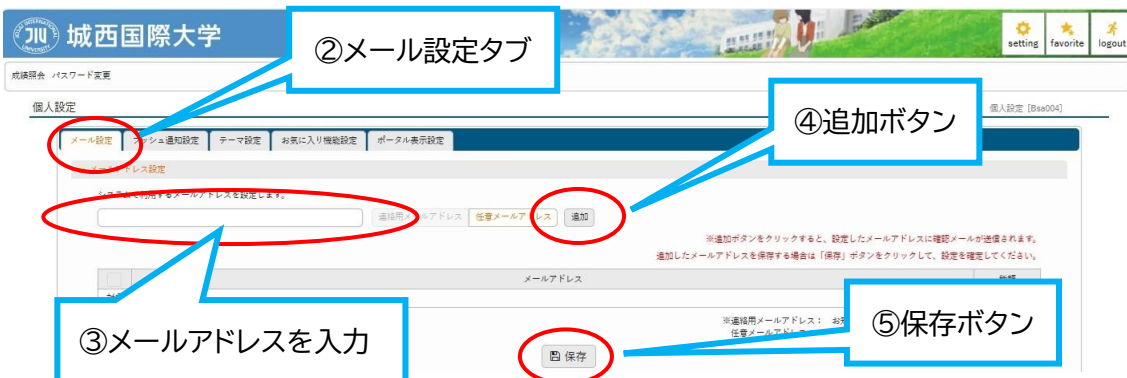 城西国際大学
②メール設定タブ
setting favorite logout
成績照会 パスワード変更
個人設定
個人設定 [Bsa004]
④追加ボタン
メール設定 プッシュ通知設定 テーマ設定 お気に入り機能設定 ポータル表示設定
メールアドレス設定
システムで利用するメールアドレスを設定します。
連絡用メールアドレス 任意メールアドレス 追加
※追加ボタンをクリックすると、設定したメールアドレスに確認メールが送信されます。
追加したメールアドレスを保存する場合は「保存」ボタンをクリックして、設定を確定してください。
メールアドレス
③メールアドレスを入力
※連絡用メールアドレス：
任意メールアドレス
⑤保存ボタン
保存